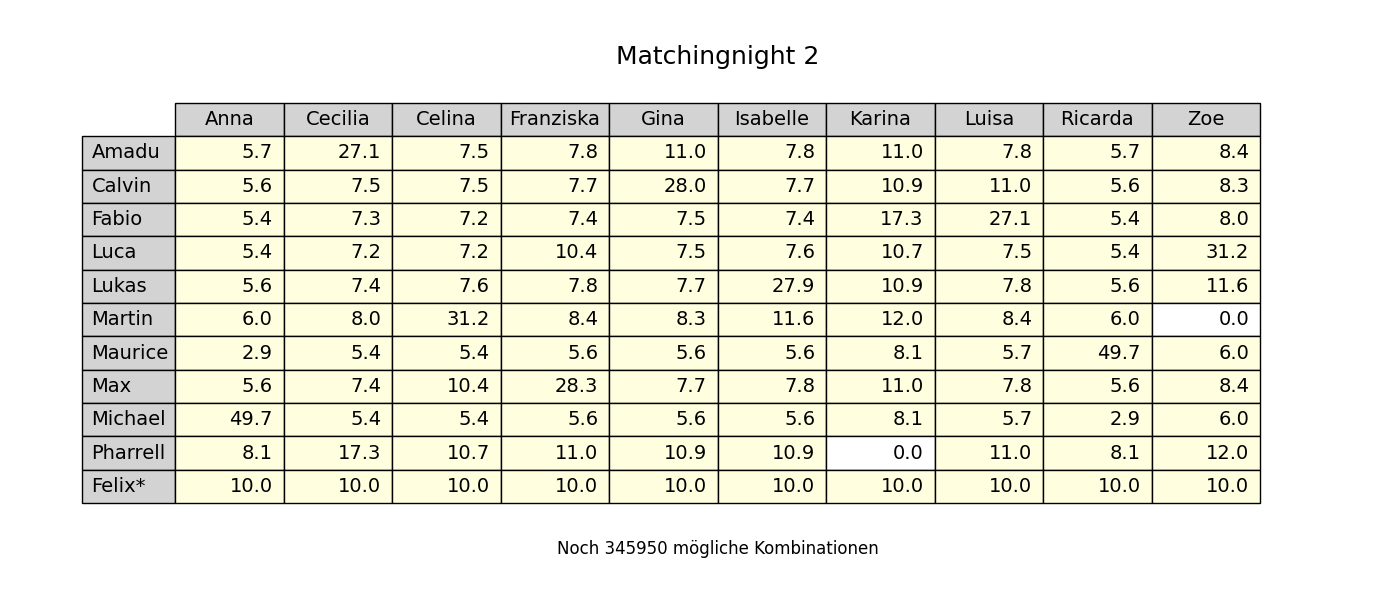 Matchingnight 2
Anna Cecilia Celina Franziska Gina Isabelle Karina Luisa Ricarda Zoe
Amadu 5.7 27.1 7.5 7.8 11.0 7.8 11.0 7.8 5.7 8.4
Calvin 5.6 7.5 7.5 7.7 28.0 7.7 10.9 11.0 5.6 8.3
Fabio 5.4 7.3 7.2 7.4 7.5 7.4 17.3 27.1 5.4 8.0
Luca 5.4 7.2 7.2 10.4 7.5 7.6 10.7 7.5 5.4 31.2
Lukas 5.6 7.4 7.6 7.8 7.7 27.9 10.9 7.8 5.6 11.6
Martin 6.0 8.0 31.2 8.4 8.3 11.6 12.0 8.4 6.0 0.0
Maurice 2.9 5.4 5.4 5.6 5.6 5.6 8.1 5.7 49.7 6.0
Max 5.6 7.4 10.4 28.3 7.7 7.8 11.0 7.8 5.6 8.4
Michael 49.7 5.4 5.4 5.6 5.6 5.6 8.1 5.7 2.9 6.0
Pharrell 8.1 17.3 10.7 11.0 10.9 10.9 0.0 11.0 8.1 12.0
Felix* 10.0 10.0 10.0 10.0 10.0 10.0 10.0 10.0 10.0 10.0
Noch 345950 mögliche Kombinationen